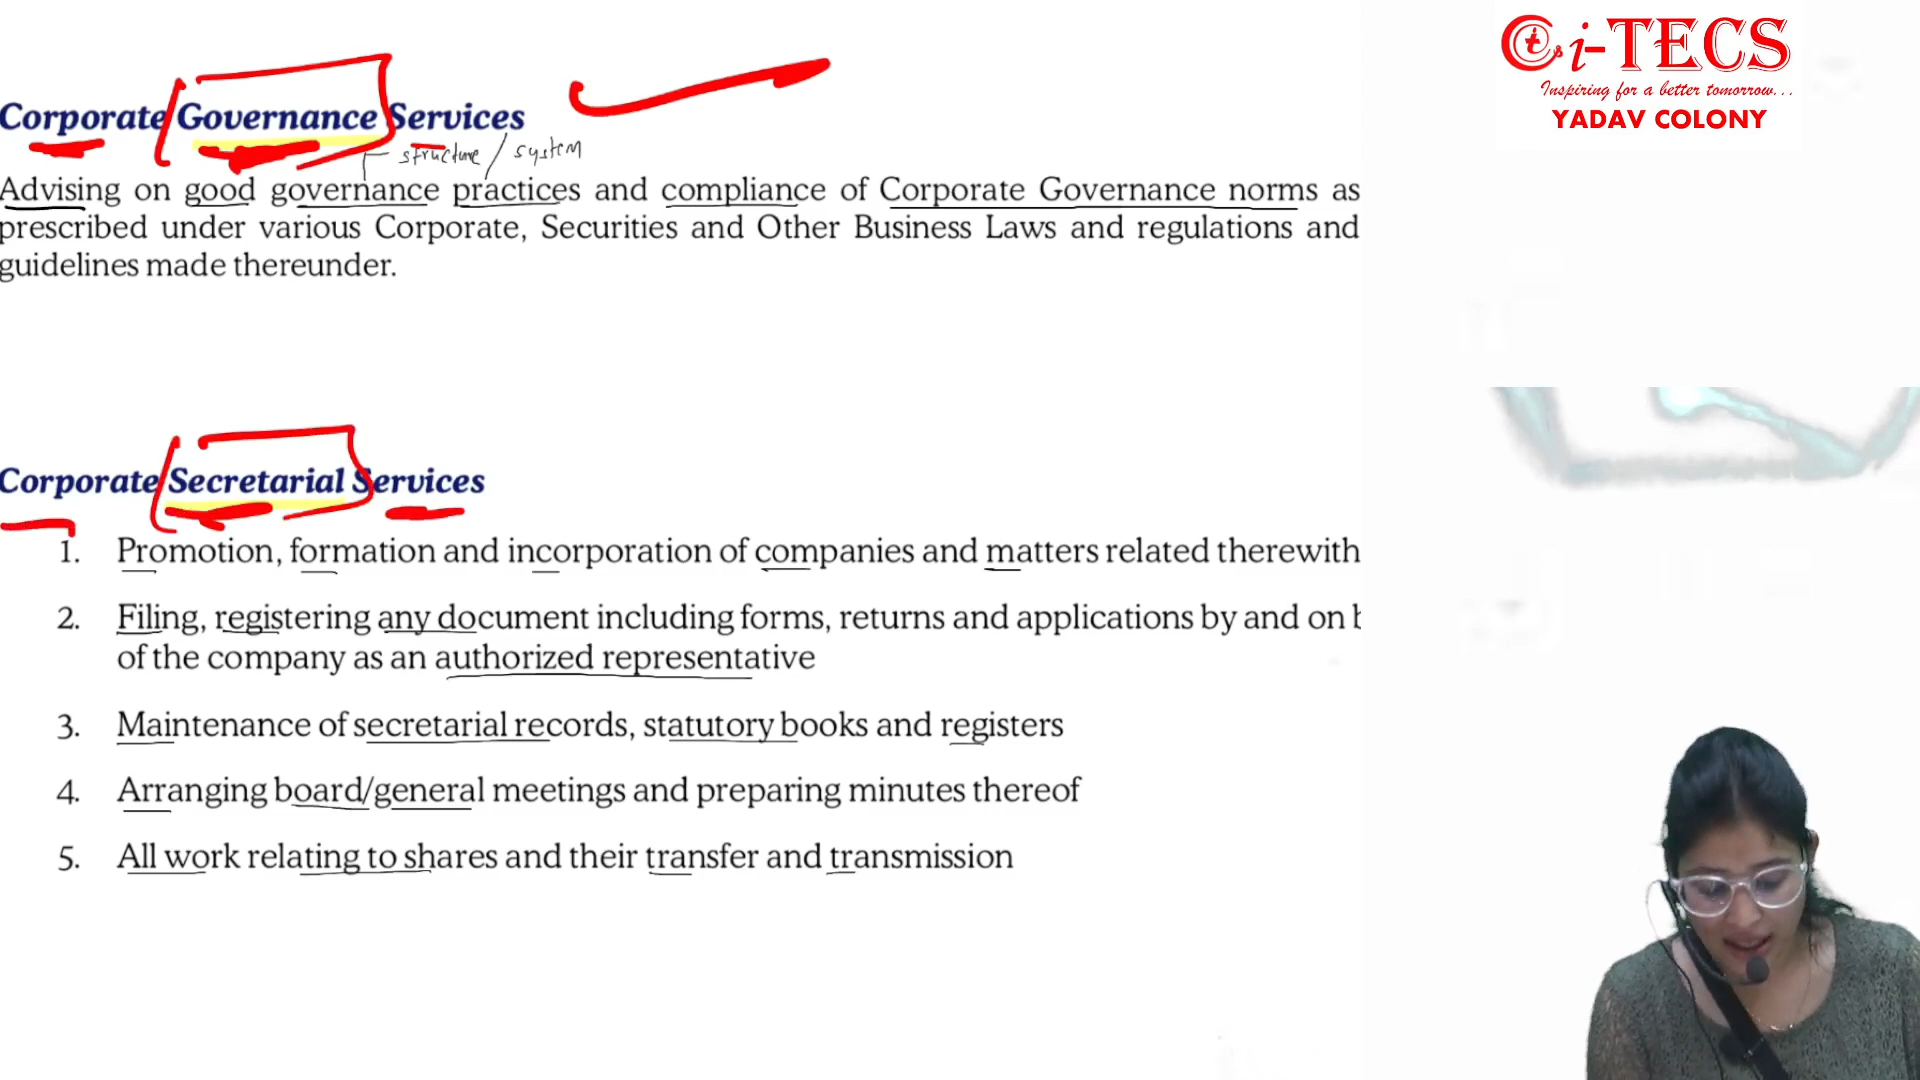 i-TECS
Inspiring for a better tomorrow...
YADAV COLONY
Corporate Governance Services
structure / system
Advising on good governance practices and compliance of Corporate Governance norms as
prescribed under various Corporate, Securities and Other Business Laws and regulations and
guidelines made thereunder.
Corporate Secretarial Services
1. Promotion, formation and incorporation of companies and matters related therewith
2. Filing, registering any document including forms, returns and applications by and on
of the company as an authorized representative
3. Maintenance of secretarial records, statutory books and registers
4. Arranging board/general meetings and preparing minutes thereof
5. All work relating to shares and their transfer and transmission